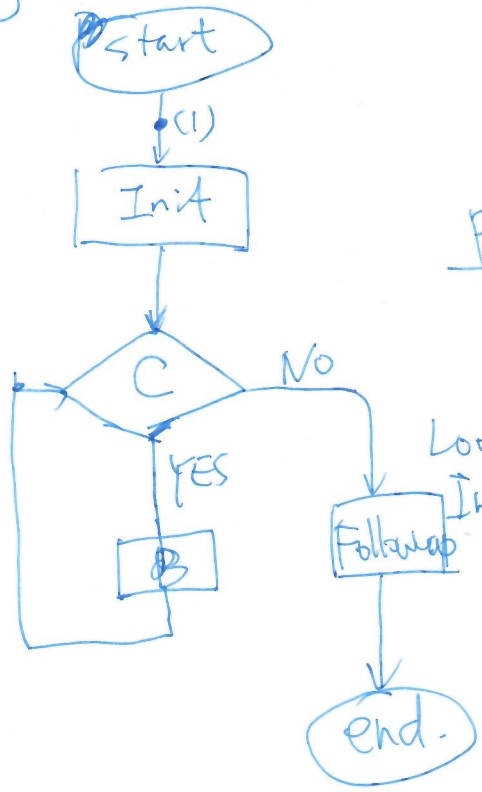 start
(1)
Init
C
No
YES
B
Followup
end.